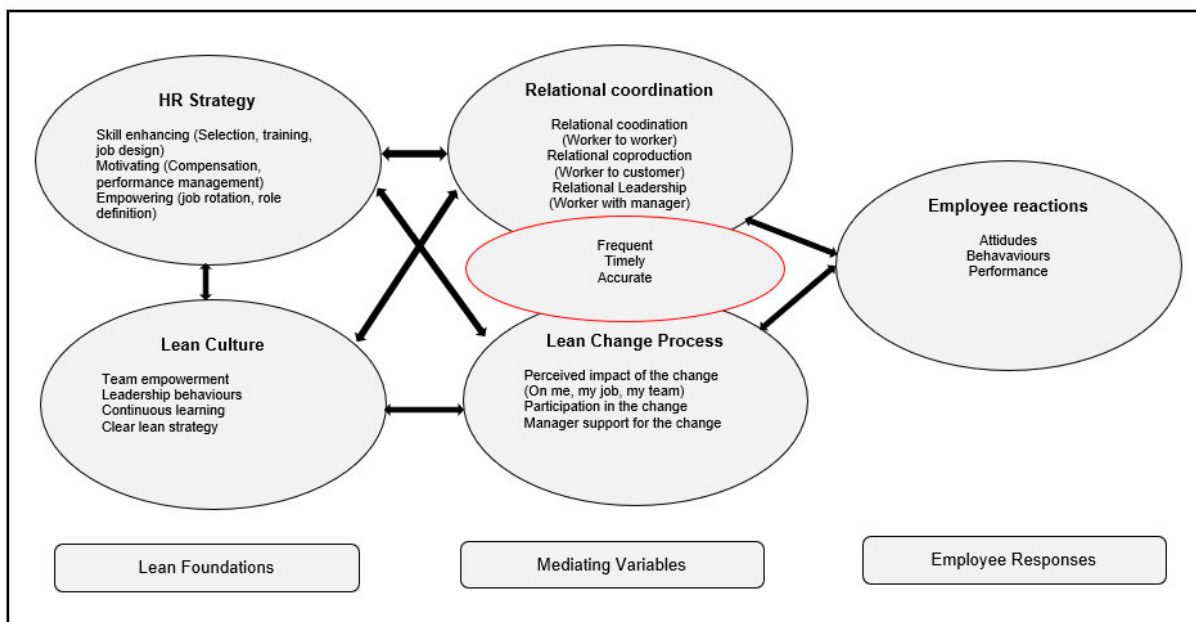 HR Strategy
Skill enhancing (Selection, training,
job design)
Motivating (Compensation,
performance management)
Empowering (job rotation, role
definition)
Relational coordination
Relational coodination
(Worker to worker)
Relational coproduction
(Worker to customer)
Relational Leadership
(Worker with manager)
Frequent
Timely
Accurate
Employee reactions
Attidudes
Behavaviours
Performance
Lean Culture
Team empowerment
Leadership behaviours
Continuous learning
Clear lean strategy
Lean Change Process
Perceived impact of the change
(On me, my job, my team)
Participation in the change
Manager support for the change
Lean Foundations
Mediating Variables
Employee Responses